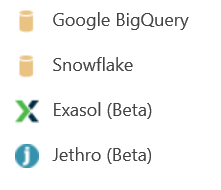 Google BigQuery
Snowflake
Exasol (Beta)
Jethro (Beta)